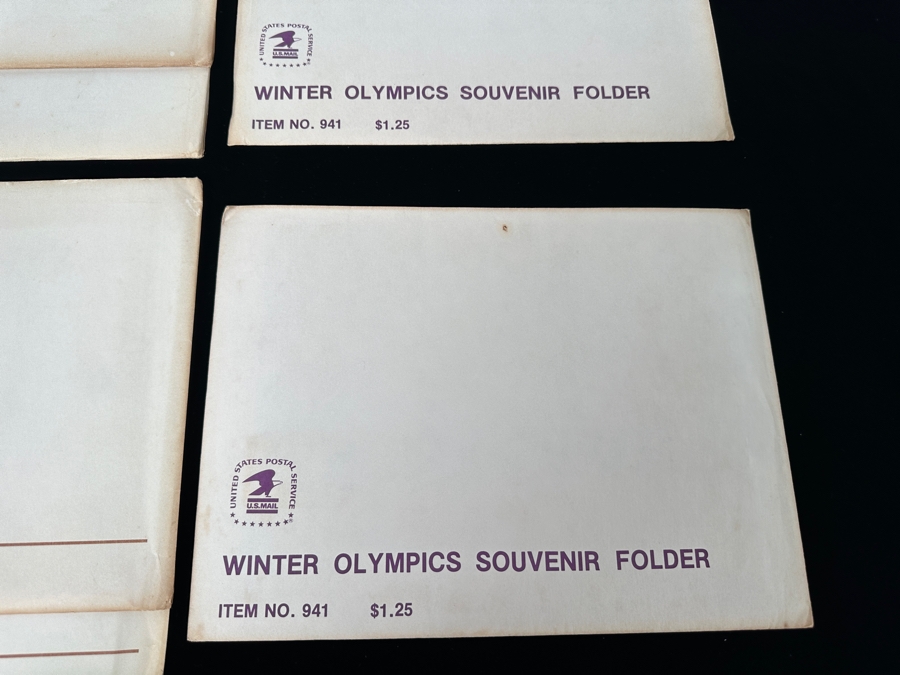 UNITED STATES POSTAL SERVICE
U.S.MAIL
WINTER OLYMPICS SOUVENIR FOLDER
ITEM NO. 941 $1.25
UNITED STATES POSTAL SERVICE
U.S.MAIL
WINTER OLYMPICS SOUVENIR FOLDER
ITEM NO. 941 $1.25